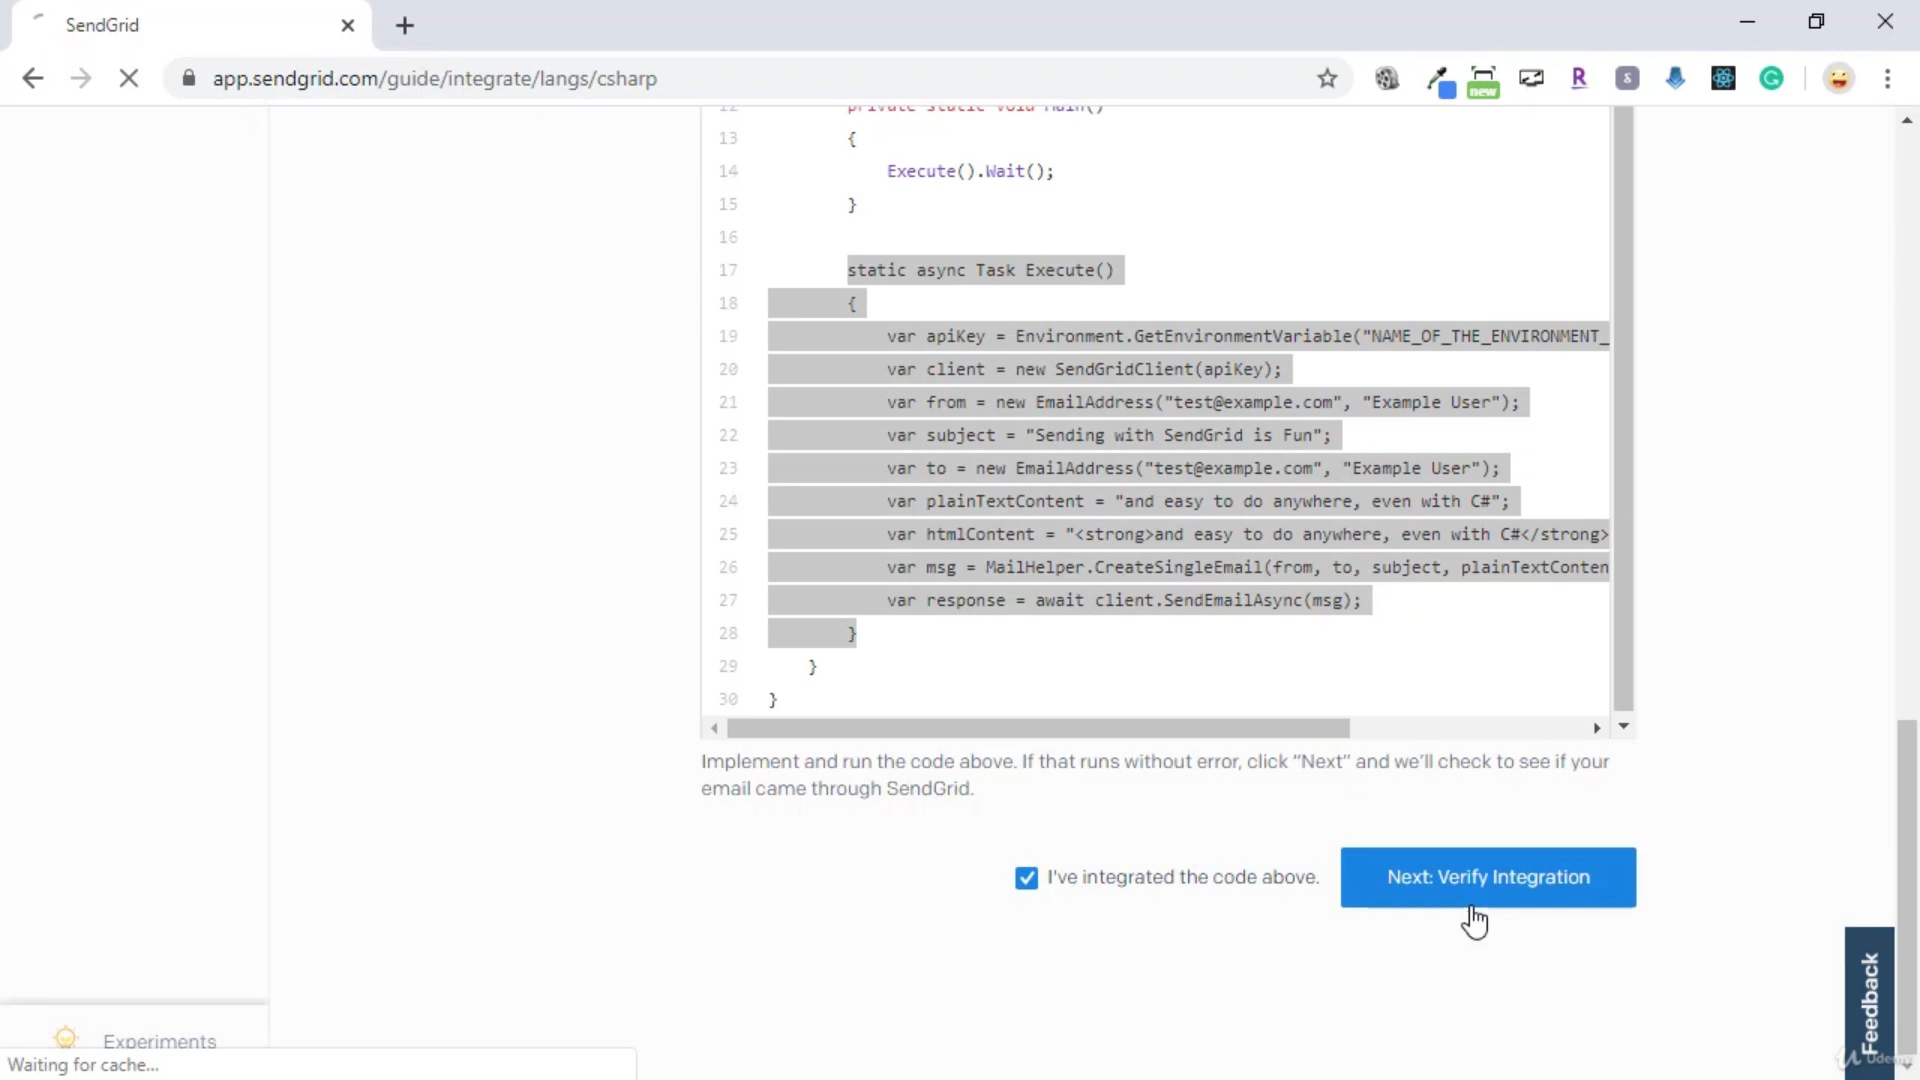 SendGrid
app.sendgrid.com/guide/integrate/langs/csharp
new
12 private static void Main()
13 {
14 Execute().Wait();
15 }
16
17 static async Task Execute()
18 {
19 var apiKey = Environment.GetEnvironmentVariable("NAME_OF_THE_ENVIRONMENT_
20 var client = new SendGridClient(apiKey);
21 var from = new EmailAddress("test@example.com", "Example User");
22 var subject = "Sending with SendGrid is Fun";
23 var to = new EmailAddress("test@example.com", "Example User");
24 var plainTextContent = "and easy to do anywhere, even with C#";
25 var htmlContent = "<strong>and easy to do anywhere, even with C#</strong>
26 var msg = MailHelper.CreateSingleEmail(from, to, subject, plainTextConten
27 var response = await client.SendEmailAsync(msg);
28 }
29 }
30 }
Implement and run the code above. If that runs without error, click “Next” and we’ll check to see if your
email came through SendGrid.
I've integrated the code above.
Next: Verify Integration
Feedback
Experiments
Waiting for cache...
Udemy